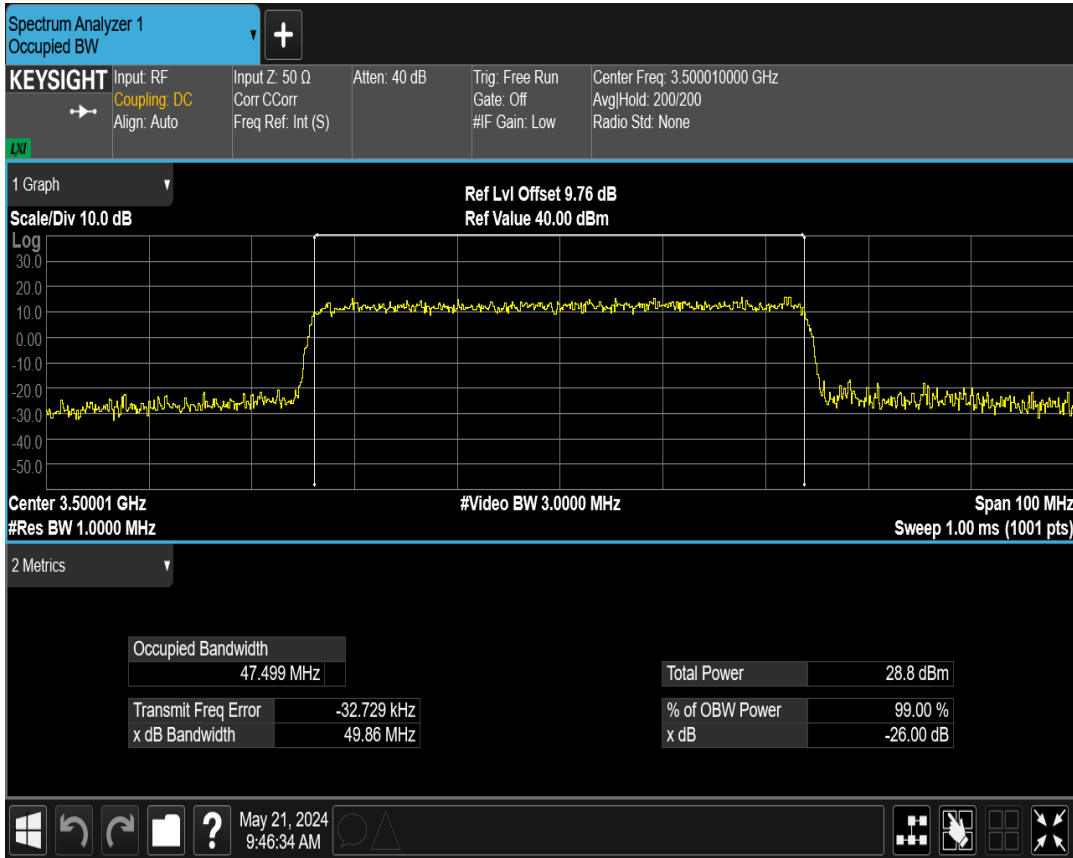 Spectrum Analyzer 1
Occupied BW
+
KEYSIGHT
LXI
Input: RF
Coupling: DC
Align: Auto
Input Z: 50 Ω
Corr CCorr
Freq Ref: Int (S)
Atten: 40 dB
Trig: Free Run
Gate: Off
#IF Gain: Low
Center Freq: 3.500010000 GHz
Avg|Hold: 200/200
Radio Std: None
1 Graph
Scale/Div 10.0 dB
Ref Lvl Offset 9.76 dB
Ref Value 40.00 dBm
Log
30.0
20.0
10.0
0.00
-10.0
-20.0
-30.0
-40.0
-50.0
Center 3.50001 GHz
#Video BW 3.0000 MHz
Span 100 MHz
#Res BW 1.0000 MHz
Sweep 1.00 ms (1001 pts)
2 Metrics
Occupied Bandwidth
47.499 MHz
Total Power 28.8 dBm
Transmit Freq Error -32.729 kHz
% of OBW Power 99.00 %
x dB Bandwidth 49.86 MHz
x dB -26.00 dB
?
May 21, 2024
9:46:34 AM